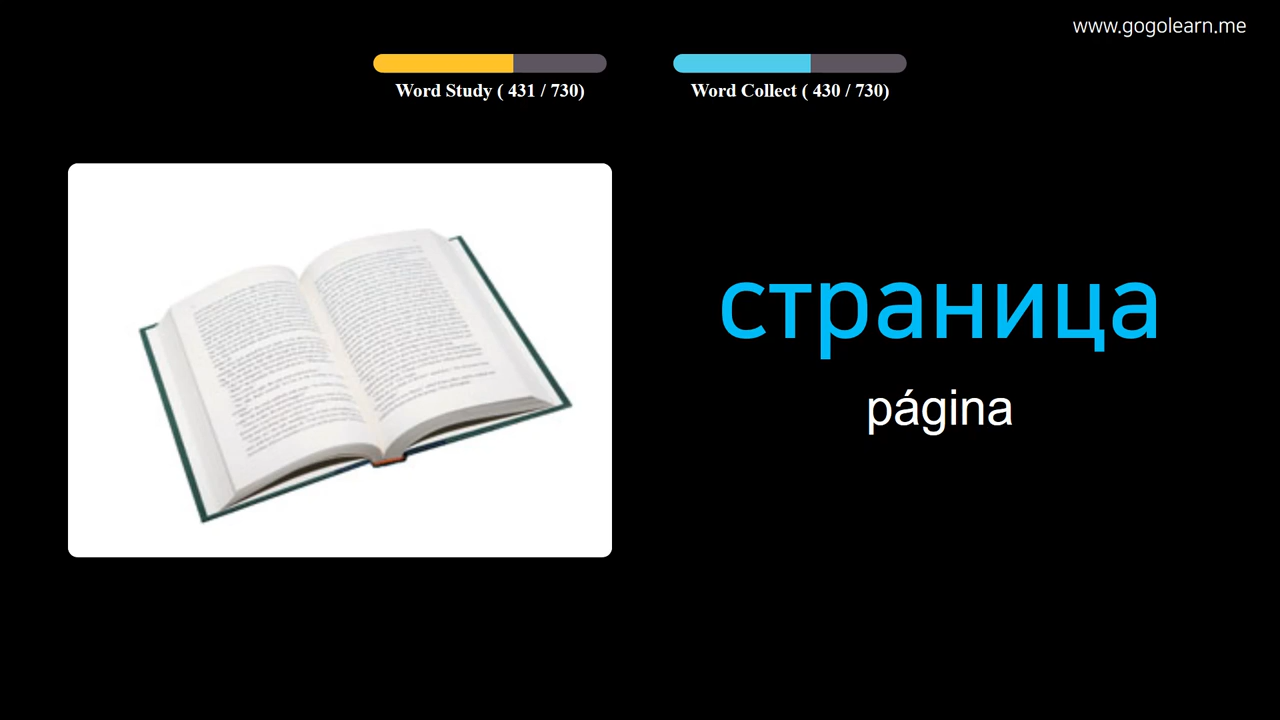 www.gogolearn.me
Word Study ( 431 / 730)
Word Collect ( 430 / 730)
страница
página